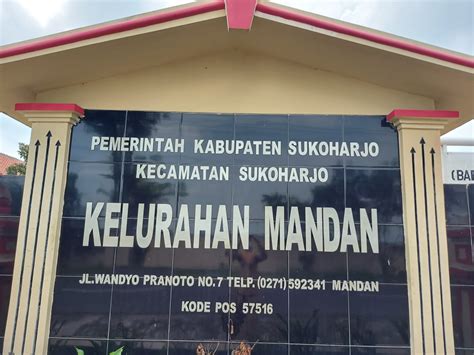 PEMERINTAH KABUPATEN SUKOHARJO
KECAMATAN SUKOHARJO
KELURAHAN MANDAN
JL.WANDYO PRANOTO NO.7 TELP.(0271)592341 MANDAN
KODE POS 57516